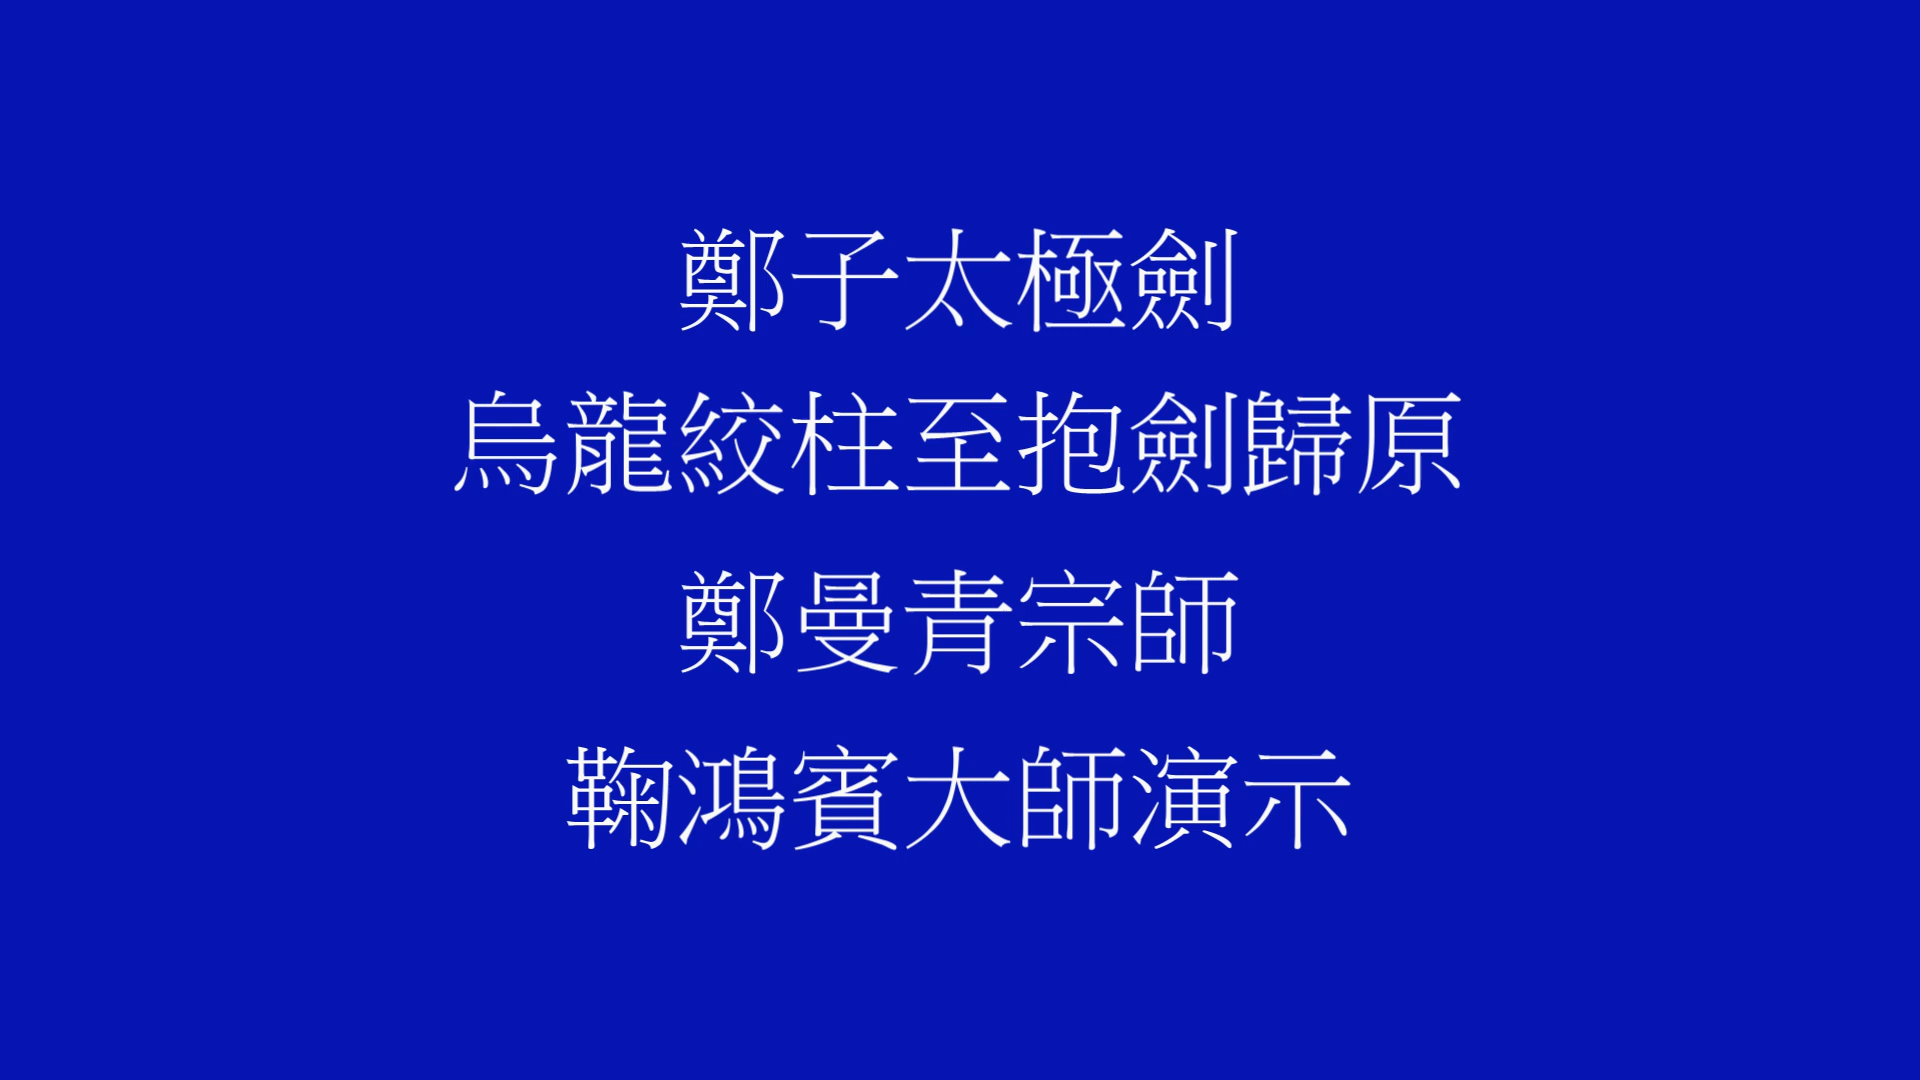 鄭子太極劍
烏龍絞柱至抱劍歸原
鄭曼青宗師
鞠鴻賓大師演示